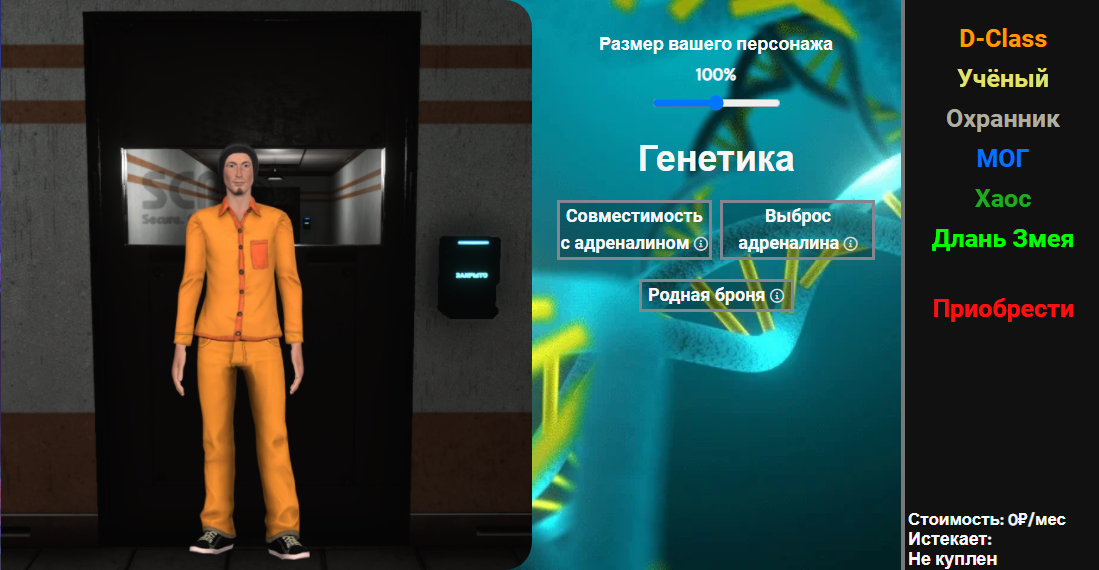 SC
Secure.
ЗАКРЫТО
Размер вашего персонажа
100%
Генетика
Совместимость
с адреналином
Выброс
адреналина
Родная броня
D-Class
Учёный
Охранник
МОГ
Хаос
Длань Змея
Приобрести
Стоимость: 0₽/мес
Истекает:
Не куплен